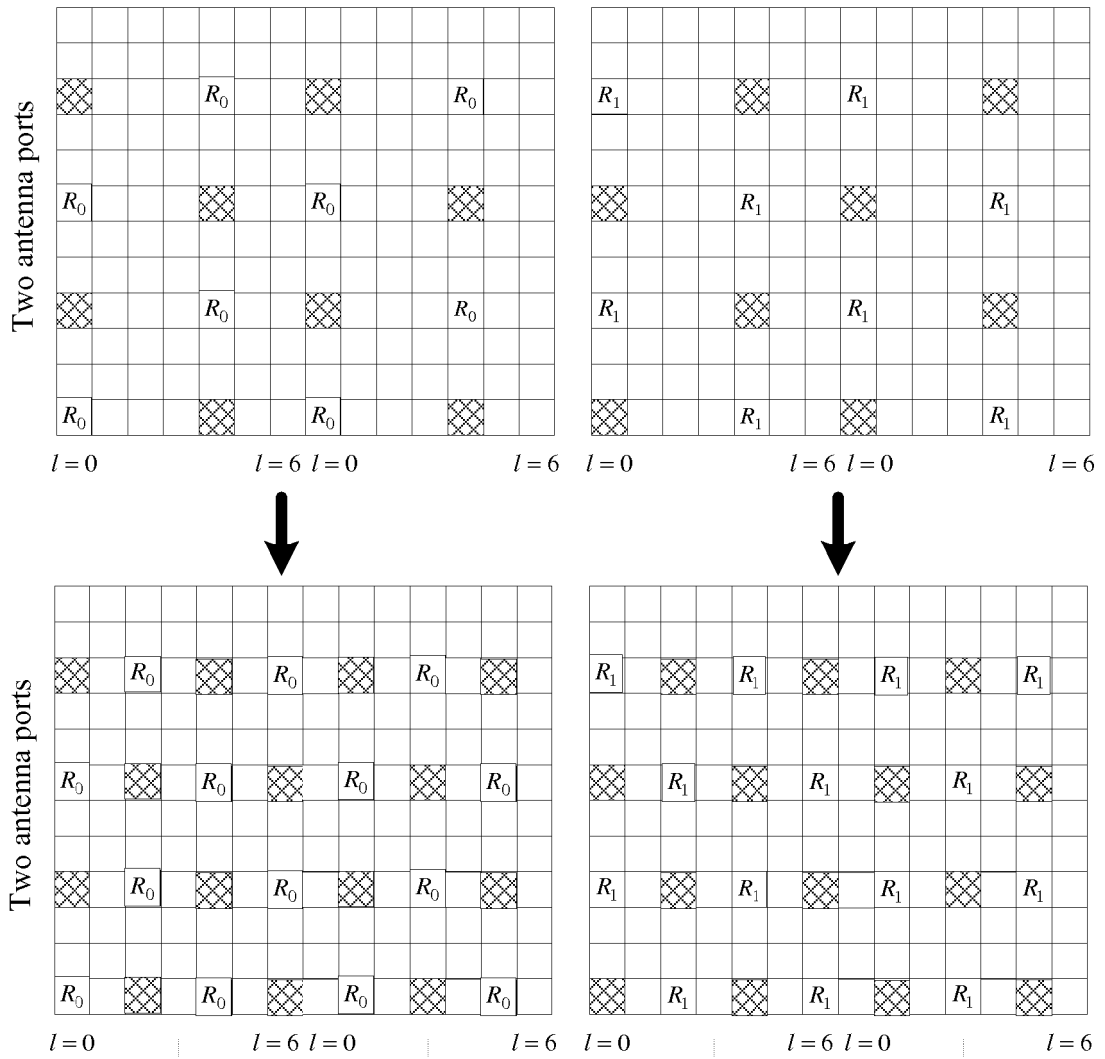 Two antenna ports
R₀ R₀ R₁ R₁
R₀ R₀ R₁ R₁
R₀ R₀ R₁ R₁
R₀ R₀ R₁ R₁
l = 0 l = 6 l = 0 l = 6 l = 0 l = 6 l = 0 l = 6
Two antenna ports
R₀ R₀ R₀ R₁ R₁ R₁ R₁
R₀ R₀ R₀ R₀ R₁ R₁ R₁
R₀ R₀ R₀ R₁ R₁ R₁ R₁
R₀ R₀ R₀ R₀ R₁ R₁ R₁
l = 0 l = 6 l = 0 l = 6 l = 0 l = 6 l = 0 l = 6